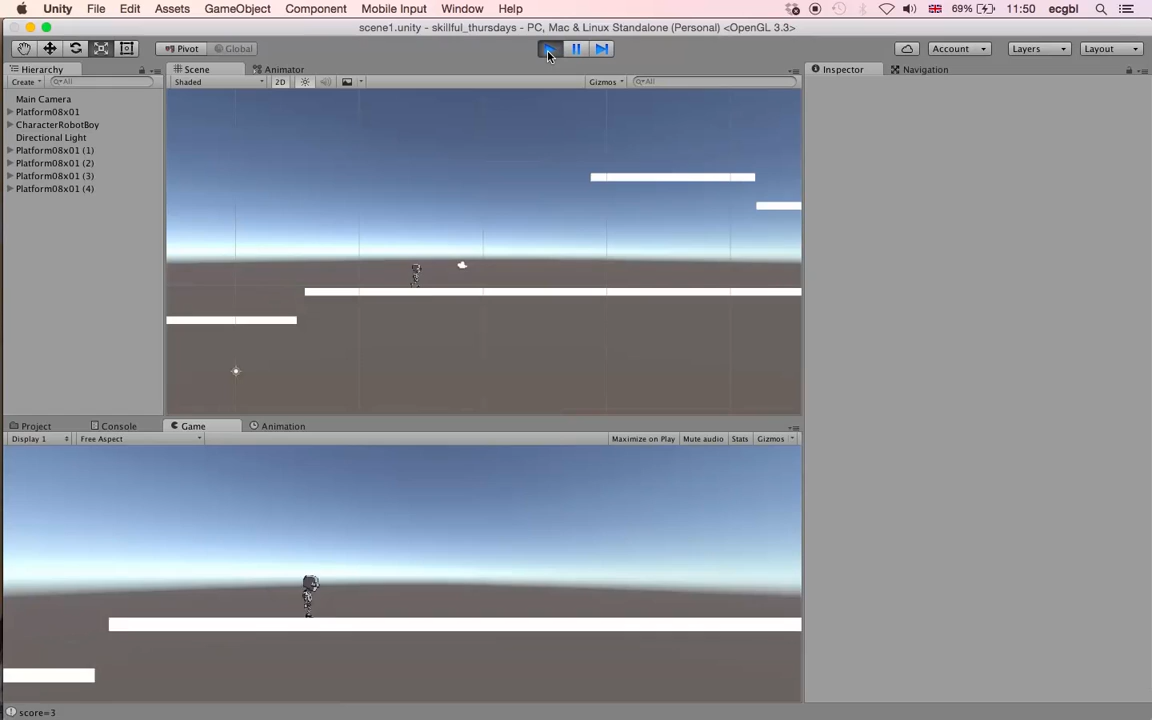 Unity File Edit Assets GameObject Component Mobile Input Window Help 69% 11:50 ecgbl
scene1.unity - skillful_thursdays - PC, Mac & Linux Standalone (Personal) <OpenGL 3.3>
Pivot Global Account Layers Layout
Hierarchy Scene Animator Inspector Navigation
Create All Shaded 2D Gizmos All
Main Camera
Platform08x01
CharacterRobotBoy
Directional Light
Platform08x01 (1)
Platform08x01 (2)
Platform08x01 (3)
Platform08x01 (4)
Project Console Game Animation
Display 1 Free Aspect Maximize on Play Mute audio Stats Gizmos
score=3